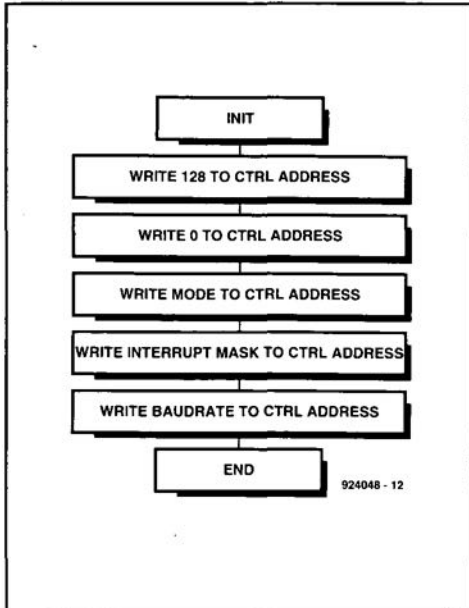 INIT
WRITE 128 TO CTRL ADDRESS
WRITE 0 TO CTRL ADDRESS
WRITE MODE TO CTRL ADDRESS
WRITE INTERRUPT MASK TO CTRL ADDRESS
WRITE BAUDRATE TO CTRL ADDRESS
END
924048 - 12